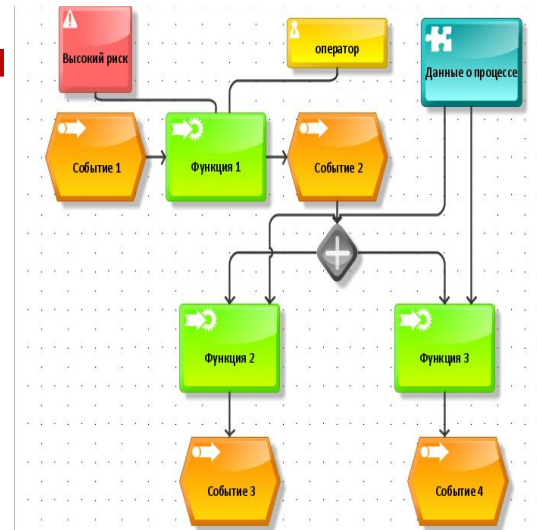 Высокий риск
оператор
Данные о процессе
Событие 1
Функция 1
Событие 2
Функция 2
Функция 3
Событие 3
Событие 4